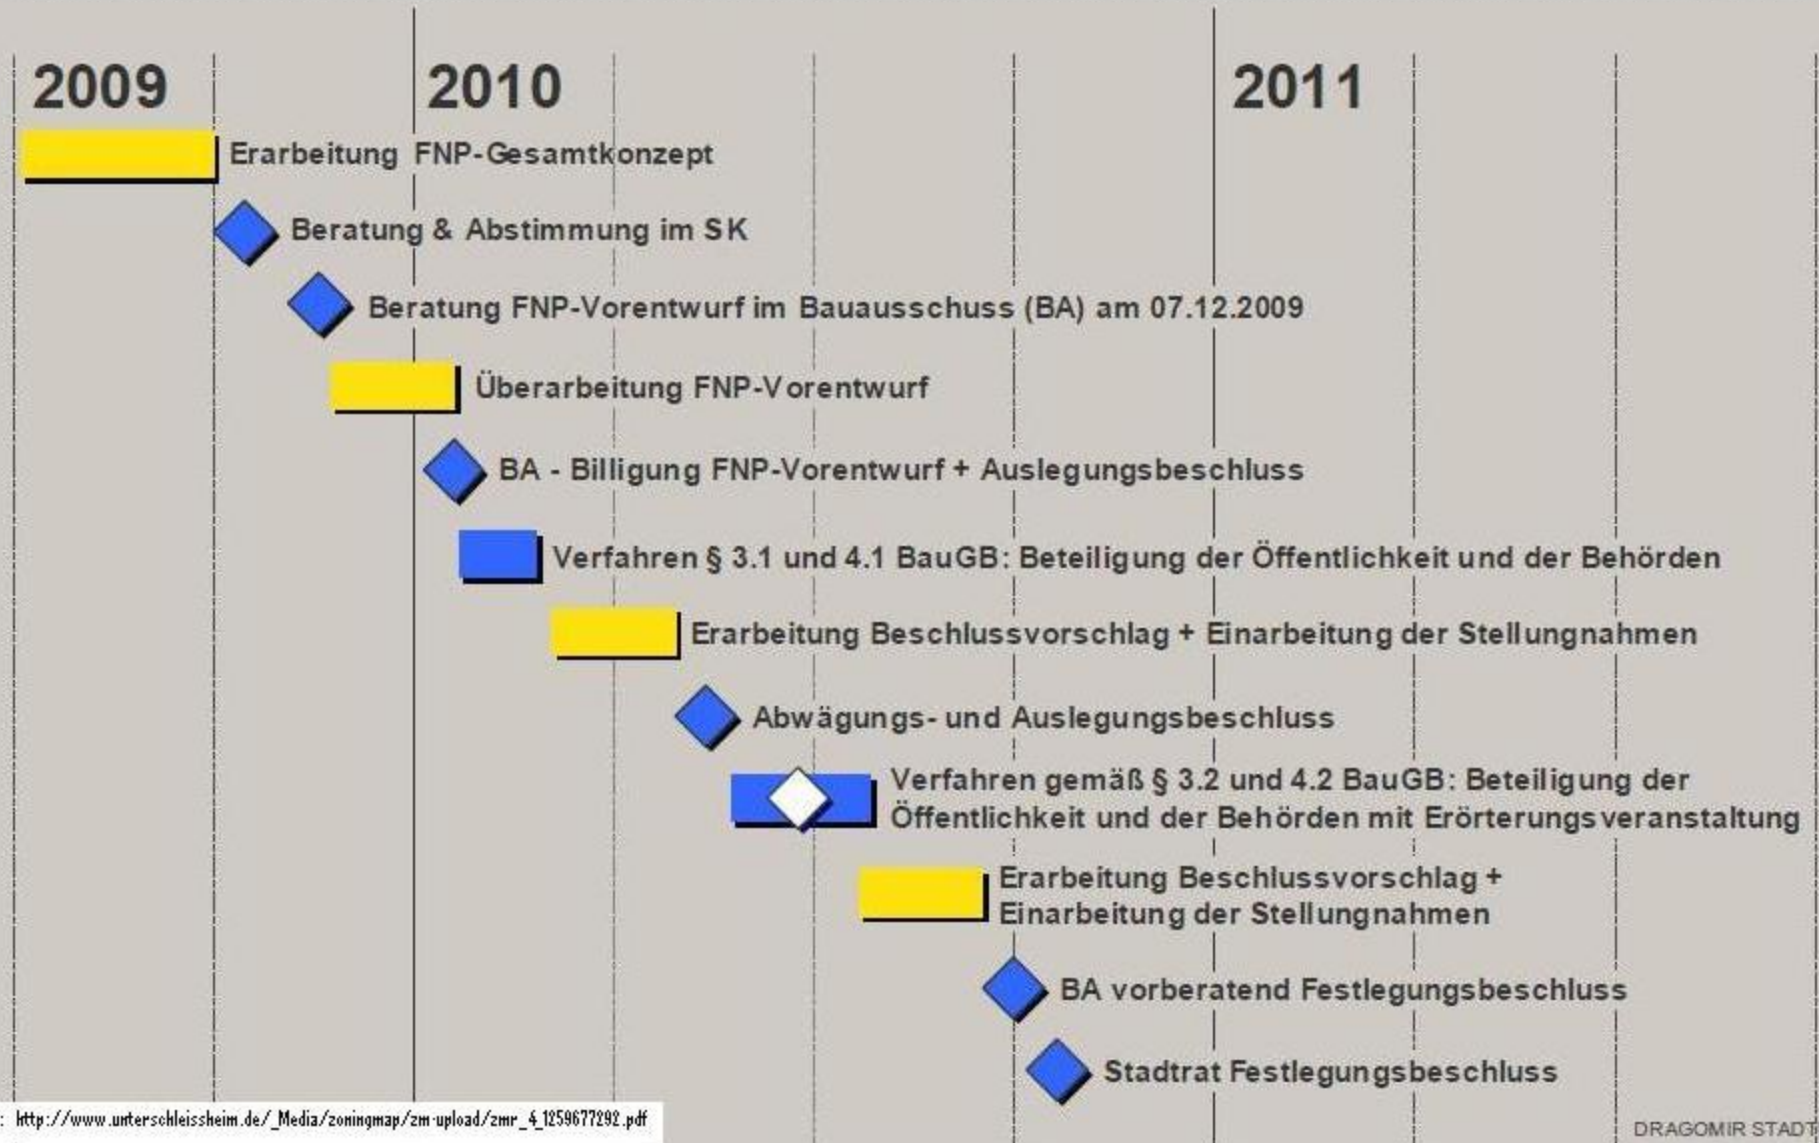 2009
2010
2011
Erarbeitung FNP-Gesamtkonzept
Beratung & Abstimmung im SK
Beratung FNP-Vorentwurf im Bauausschuss (BA) am 07.12.2009
Überarbeitung FNP-Vorentwurf
BA - Billigung FNP-Vorentwurf + Auslegungsbeschluss
Verfahren § 3.1 und 4.1 BauGB: Beteiligung der Öffentlichkeit und der Behörden
Erarbeitung Beschlussvorschlag + Einarbeitung der Stellungnahmen
Abwägungs- und Auslegungsbeschluss
Verfahren gemäß § 3.2 und 4.2 BauGB: Beteiligung der
Öffentlichkeit und der Behörden mit Erörterungsveranstaltung
Erarbeitung Beschlussvorschlag +
Einarbeitung der Stellungnahmen
BA vorberatend Festlegungsbeschluss
Stadtrat Festlegungsbeschluss
: http://www.unterschleissheim.de/_Media/zoningmap/zm-upload/zmr_4_1259677292.pdf
DRAGOMIR STADT